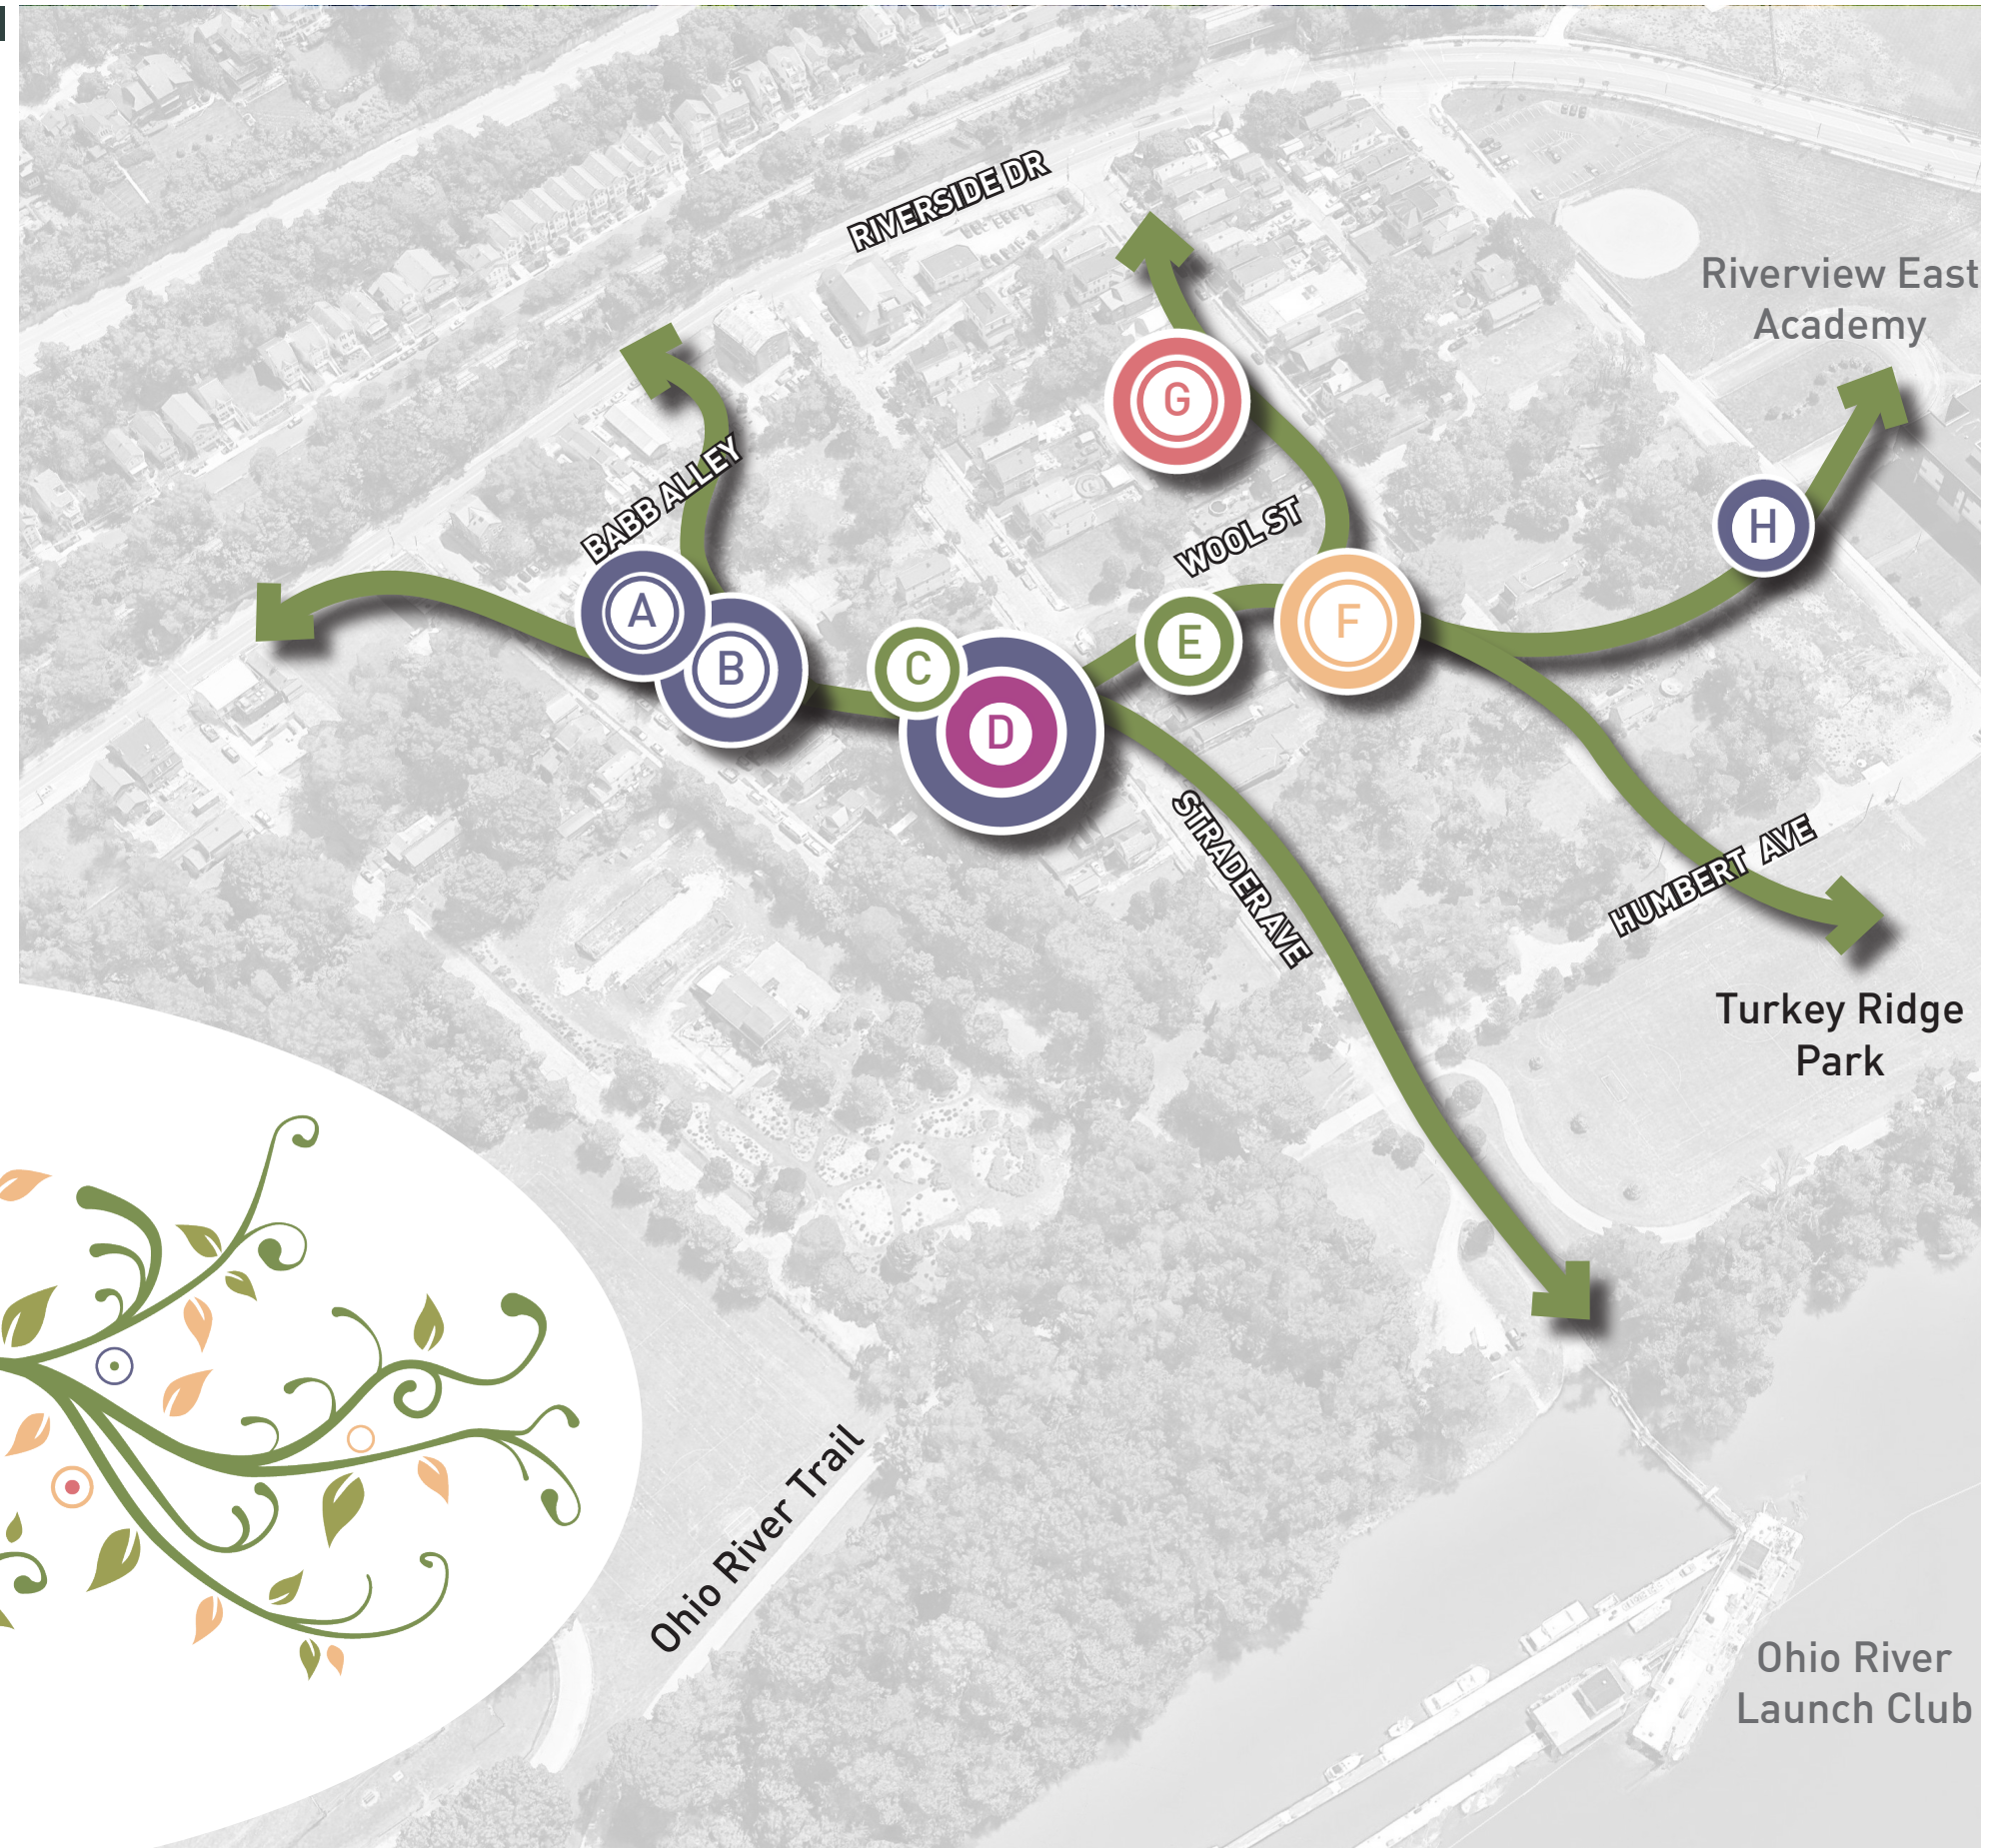 RIVERSIDE DR
Riverview East
Academy
G
BABB ALLEY
WOOL ST
H
A
B
C
D
E
F
STRADER AVE
HUMBERT AVE
Turkey Ridge
Park
Ohio River Trail
Ohio River
Launch Club